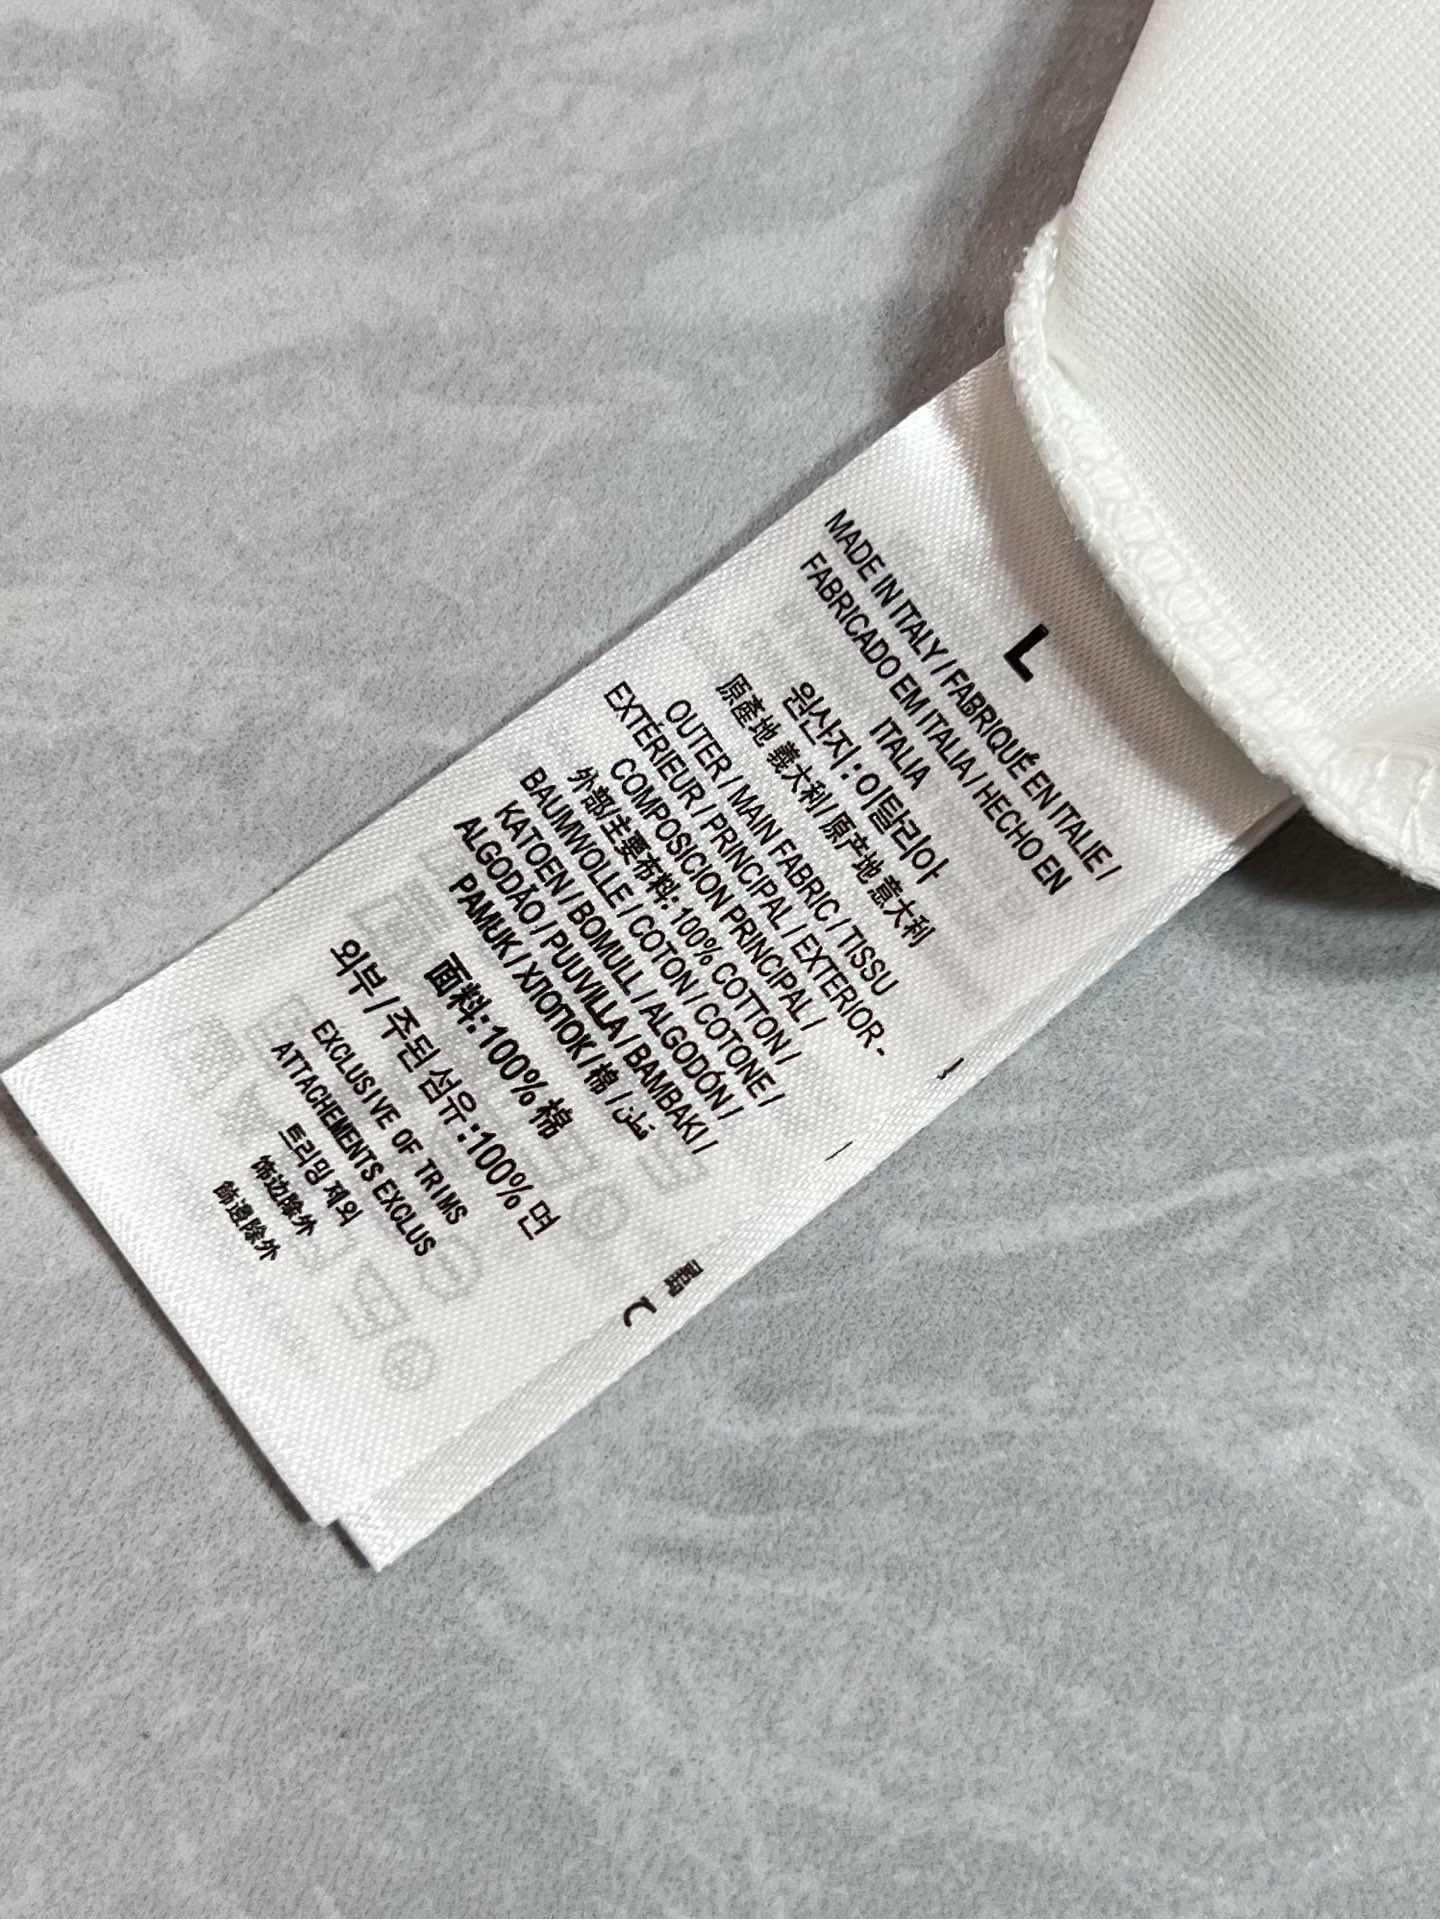 L
MADE IN ITALY / FABRIQUÉ EN ITALIE /
FABRICADO EM ITALIA / HECHO EN
ITALIA
원산지 : 이탈리아
原產地 義大利/ 原产地 意大利
OUTER / MAIN FABRIC / TISSU
EXTÉRIEUR / PRINCIPAL / EXTERIOR -
COMPOSICION PRINCIPAL /
外部主要布料: 100% COTTON /
BAUMWOLLE / COTON / COTONE /
KATOEN / BOMULL / ALGODÓN /
ALGODÃO / PUUVILLA / BAMBAKI /
PAMUK / ХЛОПОК / 棉 / قطن
面料:100% 棉
외부 / 주된 섬유 :100% 면
EXCLUSIVE OF TRIMS
ATTACHEMENTS EXCLUS
트리밍 제외
饰边除外
飾邊除外